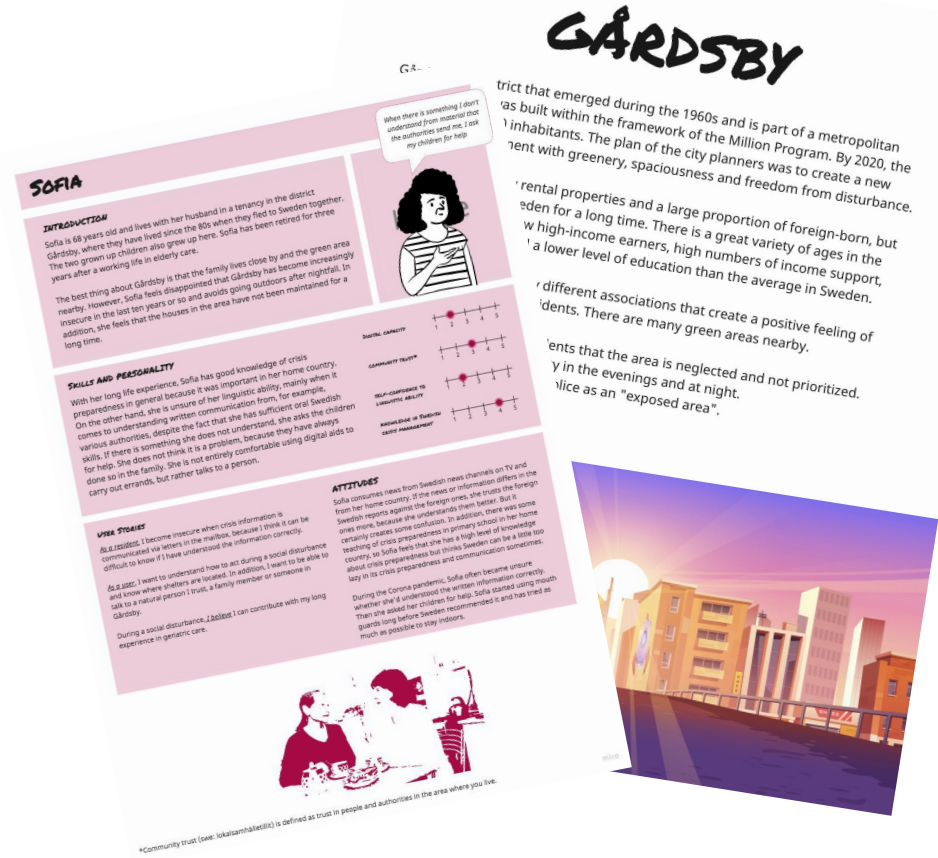 GÅRDSBY
trict that emerged during the 1960s and is part of a metropolitan
as built within the framework of the Million Program. By 2020, the
inhabitants. The plan of the city planners was to create a new
nent with greenery, spaciousness and freedom from disturbance.
rental properties and a large proportion of foreign-born, but
eden for a long time. There is a great variety of ages in the
w high-income earners, high numbers of income support,
a lower level of education than the average in Sweden.
different associations that create a positive feeling of
idents. There are many green areas nearby.
ents that the area is neglected and not prioritized.
y in the evenings and at night.
lice as an "exposed area".
When there is something I don't
understand from material that
the authorities send me, I ask
my children for help
SOFIA
INTRODUCTION
Sofia is 68 years old and lives with her husband in a tenancy in the district
Gårdsby, where they have lived since the 80s when they fled to Sweden together.
The two grown up children also grew up here. Sofia has been retired for three
years after a working life in elderly care.
The best thing about Gårdsby is that the family lives close by and the green area
nearby. However, Sofia feels disappointed that Gårdsby has become increasingly
insecure in the last ten years or so and avoids going outdoors after nightfall. In
addition, she feels that the houses in the area have not been maintained for a
long time.
SKILLS AND PERSONALITY
With her long life experience, Sofia has good knowledge of crisis
preparedness in general because it was important in her home country.
On the other hand, she is unsure of her linguistic ability, mainly when it
comes to understanding written communication from, for example,
various authorities, despite the fact that she has sufficient oral Swedish
skills. If there is something she does not understand, she asks the children
for help. She does not think it is a problem, because they have always
done so in the family. She is not entirely comfortable using digital aids to
carry out errands, but rather talks to a person.
DIGITAL CAPACITY
1 2 3 4 5
COMMUNITY TRUST*
1 2 3 4 5
SELF-CONFIDENCE TO
LINGUISTIC ABILITY
1 2 3 4 5
KNOWLEDGE IN SWEDISH
CRISIS MANAGEMENT
1 2 3 4 5
USER STORIES
As a resident, I become insecure when crisis information is
communicated via letters in the mailbox, because I think it can be
difficult to know if I have understood the information correctly.
As a user, I want to understand how to act during a social disturbance
and know where shelters are located. In addition, I want to be able to
talk to a natural person I trust, a family member or someone in
Gårdsby.
During a social disturbance, I believe I can contribute with my long
experience in geriatric care.
ATTITUDES
Sofia consumes news from Swedish news channels on TV and
from her home country. If the news or information differs in the
Swedish reports against the foreign ones, she trusts the foreign
ones more, because she understands them better. But it
certainly creates some confusion. In addition, there was some
teaching of crisis preparedness in primary school in her home
country, so Sofia feels that she has a high level of knowledge
about crisis preparedness but thinks Sweden can be a little too
lazy in its crisis preparedness and communication sometimes.
During the Corona pandemic, Sofia often became unsure
whether she'd understood the written information correctly.
Then she asked her children for help. Sofia started using mouth
guards long before Sweden recommended it and has tried as
much as possible to stay indoors.
miro
*Community trust (swe: lokalsamhälletillit) is defined as trust in people and authorities in the area where you live.